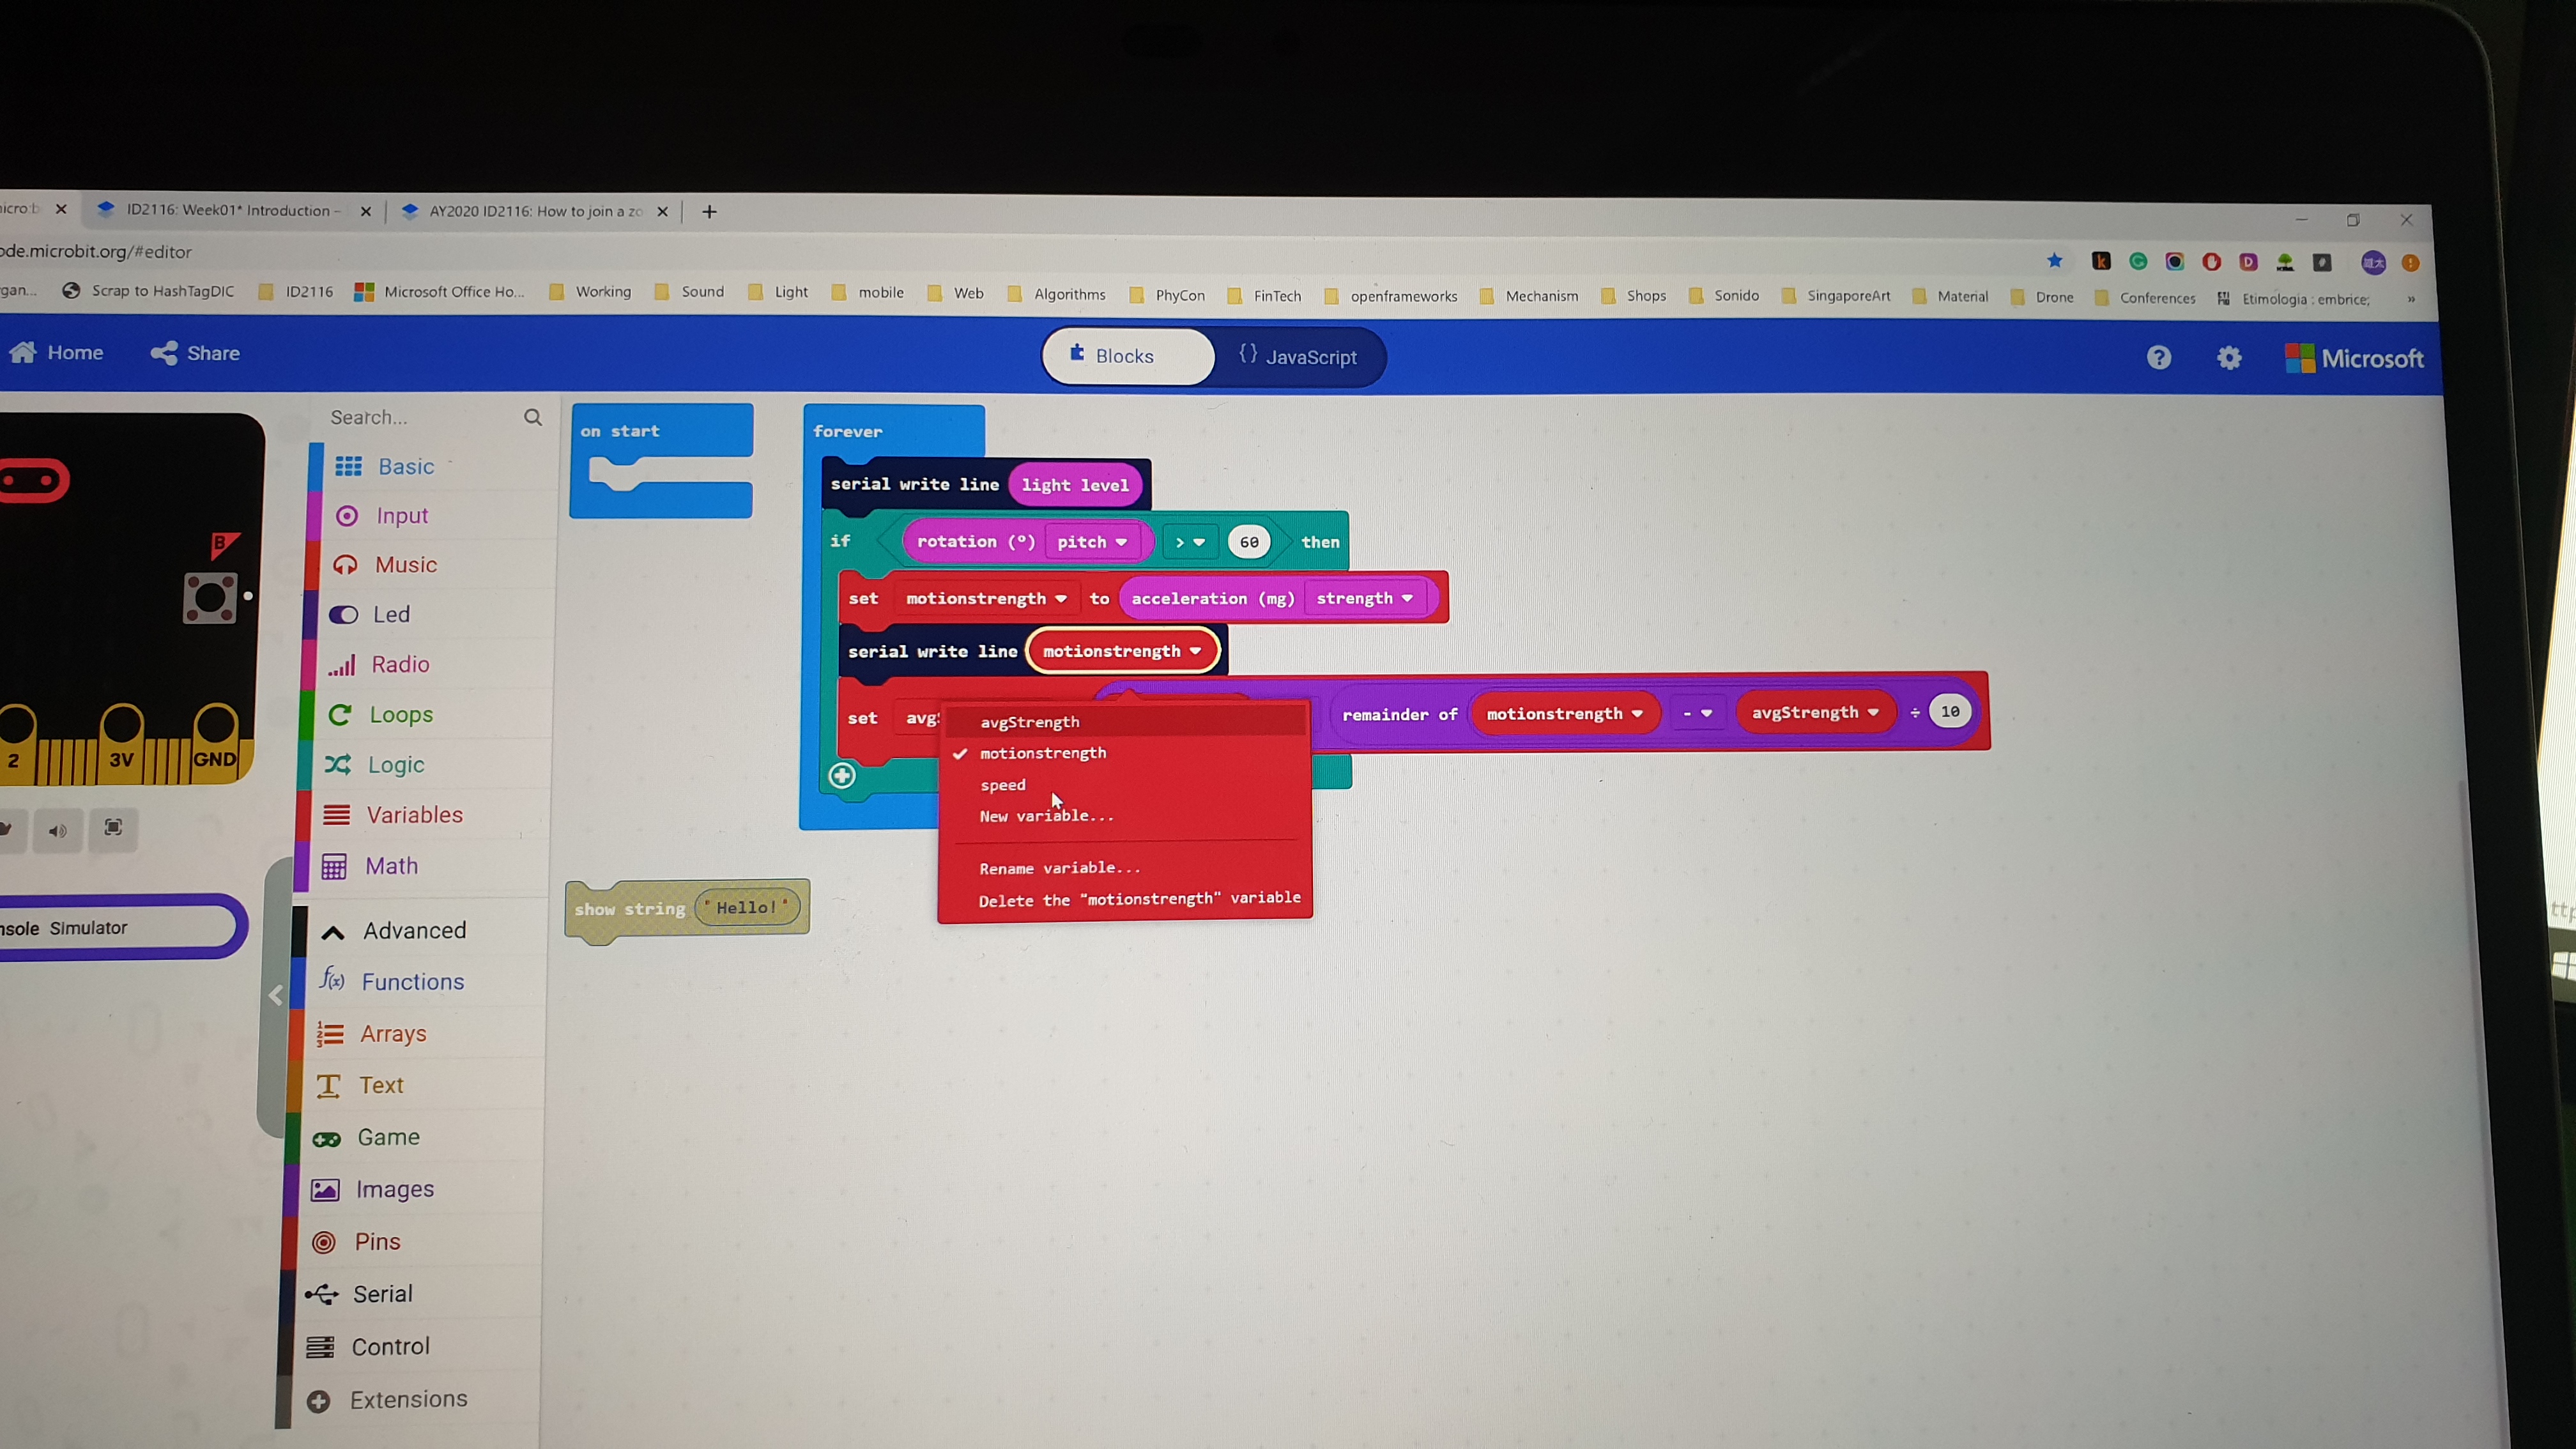 ID2116: Week01* Introduction –
AY2020 ID2116: How to join a zo
ode.microbit.org/#editor
gan...
Scrap to HashTagDIC
ID2116
Microsoft Office Ho...
Working
Sound
Light
mobile
Web
Algorithms
PhyCon
FinTech
openframeworks
Mechanism
Shops
Sonido
SingaporeArt
Material
Drone
Conferences
Etimologia : embrice;
»
Home
Share
Blocks
{} JavaScript
?
Microsoft
B
2
3V
GND
nsole Simulator
Search...
Basic
Input
Music
Led
Radio
Loops
Logic
Variables
Math
Advanced
f(x) Functions
Arrays
Text
Game
Images
Pins
Serial
Control
Extensions
on start
forever
serial write line light level
if rotation (º) pitch > 60 then
set motionstrength to acceleration (mg) strength
serial write line motionstrength
set avgS remainder of motionstrength - avgStrength ÷ 10
avgStrength
motionstrength
speed
New variable...
Rename variable...
Delete the "motionstrength" variable
show string "Hello!"